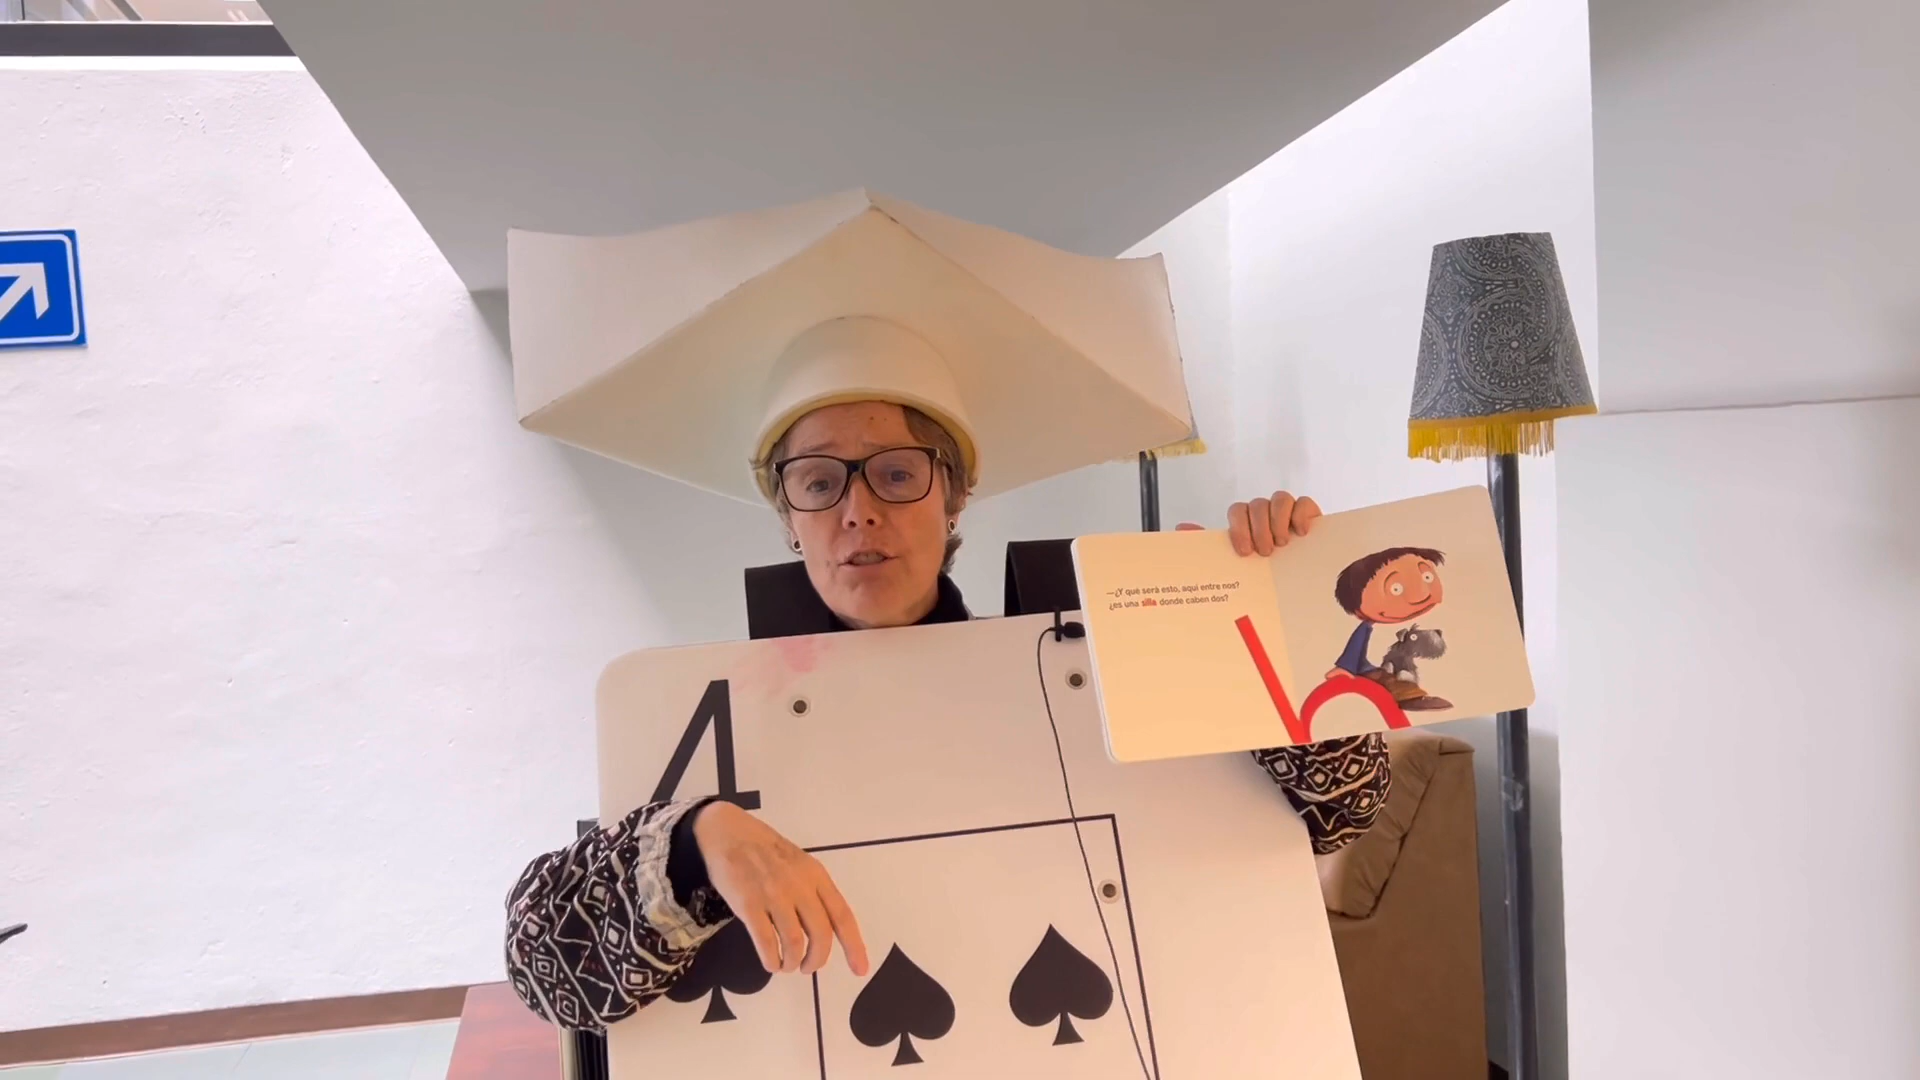 —¿Y qué será esto, aquí entre nos?
¿es una silla donde caben dos?
4